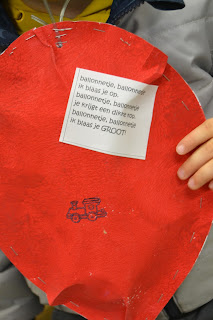 ballonnetje, ballonnetje
ik blaas je op.
ballonnetje, ballonnetje
je krijgt een dikke kop.
ballonnetje, ballonnetje
ik blaas je GROOT!